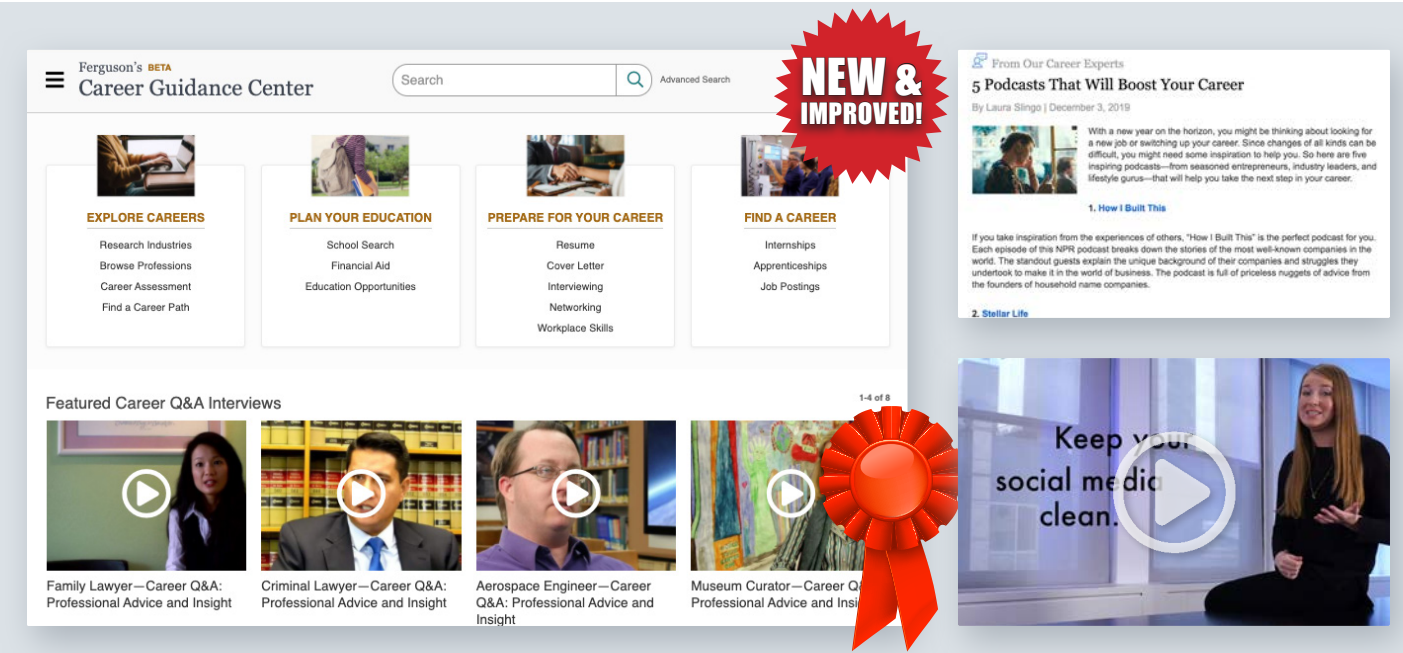 Ferguson's BETA
Career Guidance Center
Search
Advanced Search
NEW &
IMPROVED!
EXPLORE CAREERS
Research Industries
Browse Professions
Career Assessment
Find a Career Path
PLAN YOUR EDUCATION
School Search
Financial Aid
Education Opportunities
PREPARE FOR YOUR CAREER
Resume
Cover Letter
Interviewing
Networking
Workplace Skills
FIND A CAREER
Internships
Apprenticeships
Job Postings
Featured Career Q&A Interviews
1-4 of 8
Family Lawyer—Career Q&A:
Professional Advice and Insight
Criminal Lawyer—Career Q&A:
Professional Advice and Insight
Aerospace Engineer—Career
Q&A: Professional Advice and
Insight
Museum Curator—Career
Professional Advice and
From Our Career Experts
5 Podcasts That Will Boost Your Career
By Laura Slingo | December 3, 2019
With a new year on the horizon, you might be thinking about looking for
a new job or switching up your career. Since changes of all kinds can be
difficult, you might need some inspiration to help you. So here are five
inspiring podcasts—from seasoned entrepreneurs, industry leaders, and
lifestyle gurus—that will help you take the next step in your career.
1. How I Built This
If you take inspiration from the experiences of others, "How I Built This" is the perfect podcast for you.
Each episode of this NPR podcast breaks down the stories of the most well-known companies in the
world. The standout guests explain the unique background of their companies and struggles they
undertook to make it in the world of business. The podcast is full of priceless nuggets of advice from
the founders of household name companies.
2. Stellar Life
Keep your
social media
clean.